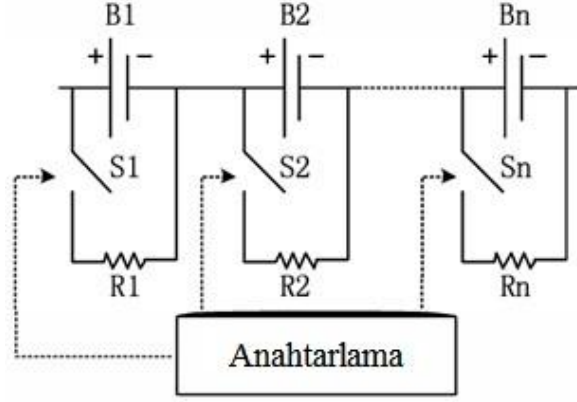 B1 B2 Bn
+ − + − + −
S1 S2 Sn
R1 R2 Rn
Anahtarlama